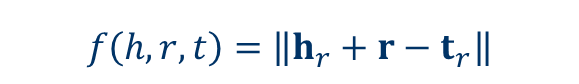 f(h, r, t) = ‖h_r + r − t_r‖